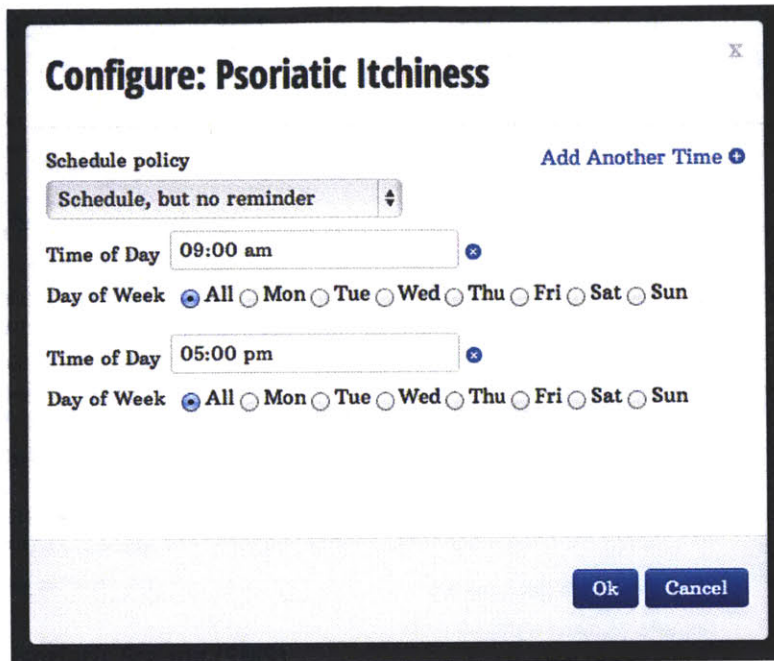 X
Configure: Psoriatic Itchiness
Schedule policy
Add Another Time
Schedule, but no reminder
Time of Day 09:00 am
Day of Week All Mon Tue Wed Thu Fri Sat Sun
Time of Day 05:00 pm
Day of Week All Mon Tue Wed Thu Fri Sat Sun
Ok Cancel